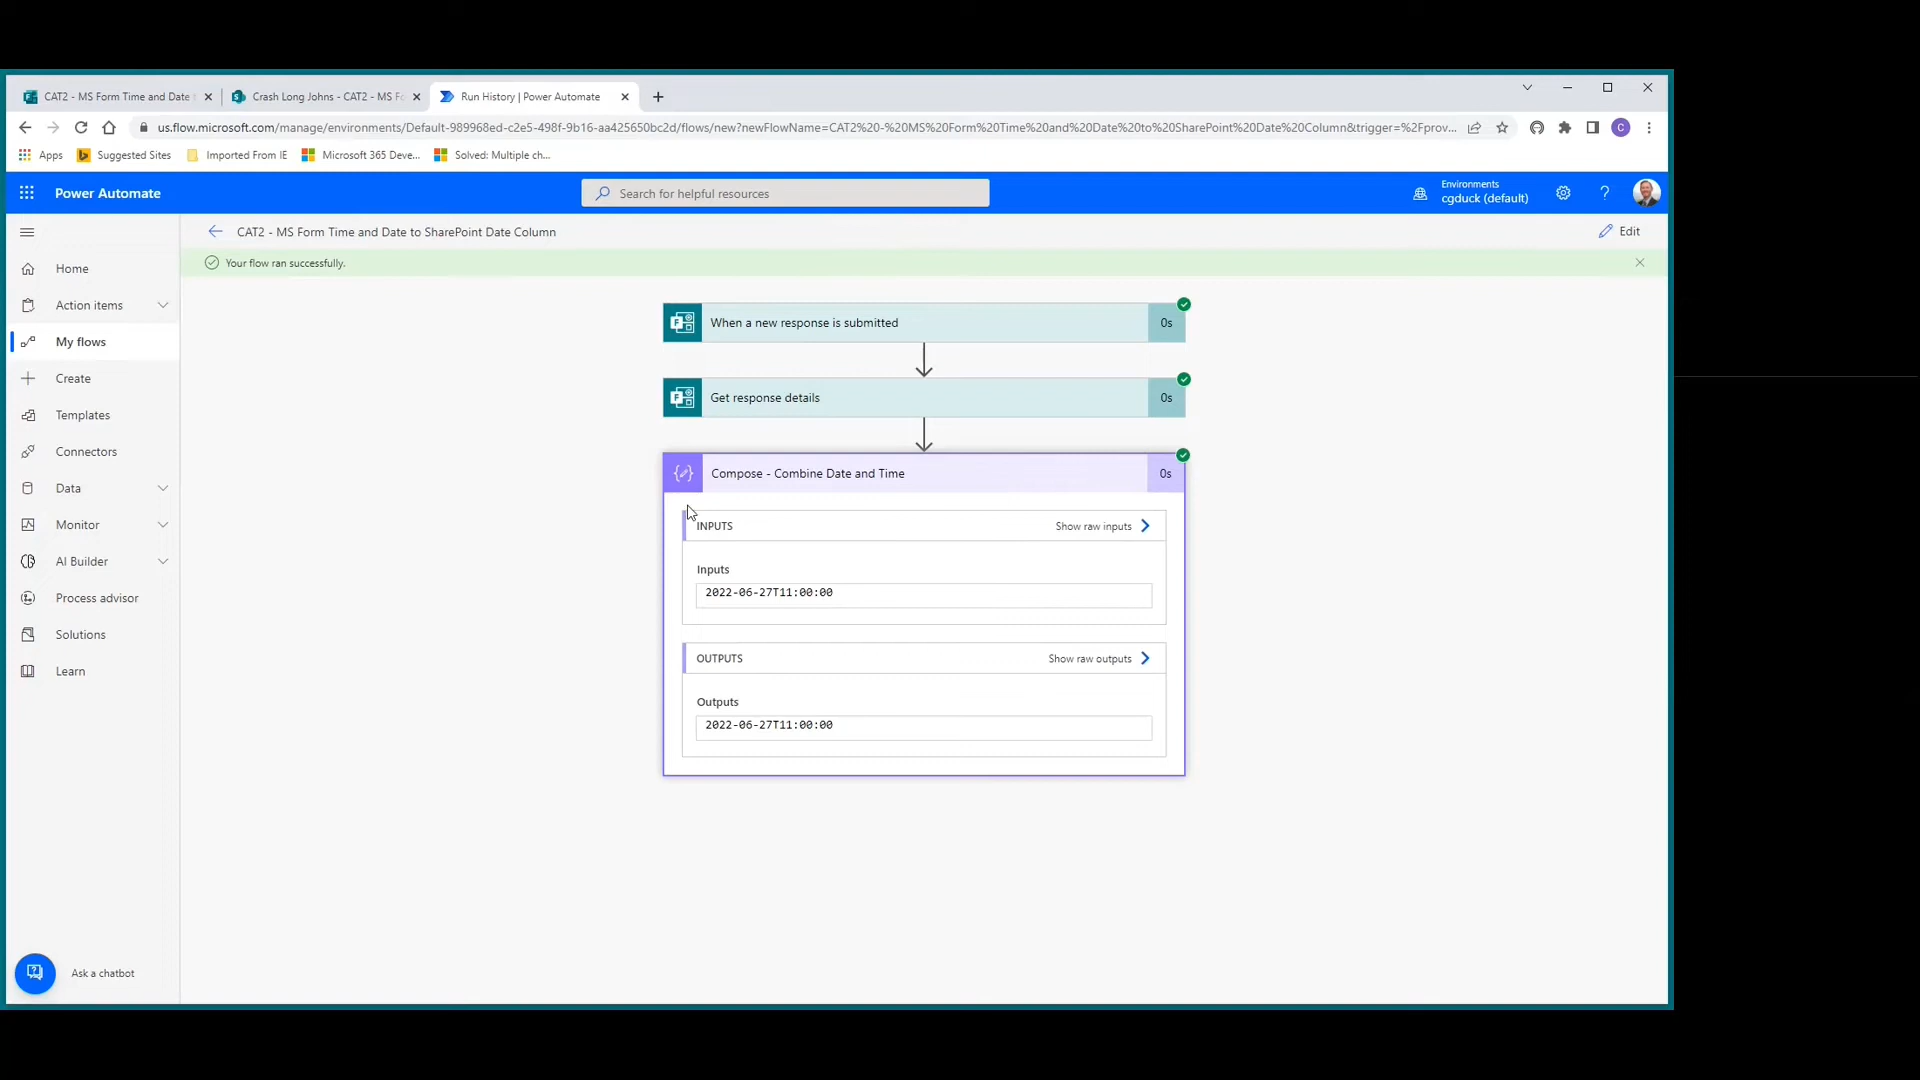 CAT2 - MS Form Time and Date
Crash Long Johns - CAT2 - MS Fo
Run History | Power Automate
us.flow.microsoft.com/manage/environments/Default-989968ed-c2e5-498f-9b16-aa425650bc2d/flows/new?newFlowName=CAT2%20-%20MS%20Form%20Time%20and%20Date%20to%20SharePoint%20Date%20Column&trigger=%2Fprov...
C
Apps
Suggested Sites
Imported From IE
Microsoft 365 Deve...
Solved: Multiple ch...
Power Automate
Search for helpful resources
Environments
cgduck (default)
CAT2 - MS Form Time and Date to SharePoint Date Column
Edit
Your flow ran successfully.
Home
Action items
My flows
Create
Templates
Connectors
Data
Monitor
AI Builder
Process advisor
Solutions
Learn
Ask a chatbot
When a new response is submitted
0s
Get response details
0s
Compose - Combine Date and Time
0s
INPUTS
Show raw inputs
Inputs
2022-06-27T11:00:00
OUTPUTS
Show raw outputs
Outputs
2022-06-27T11:00:00